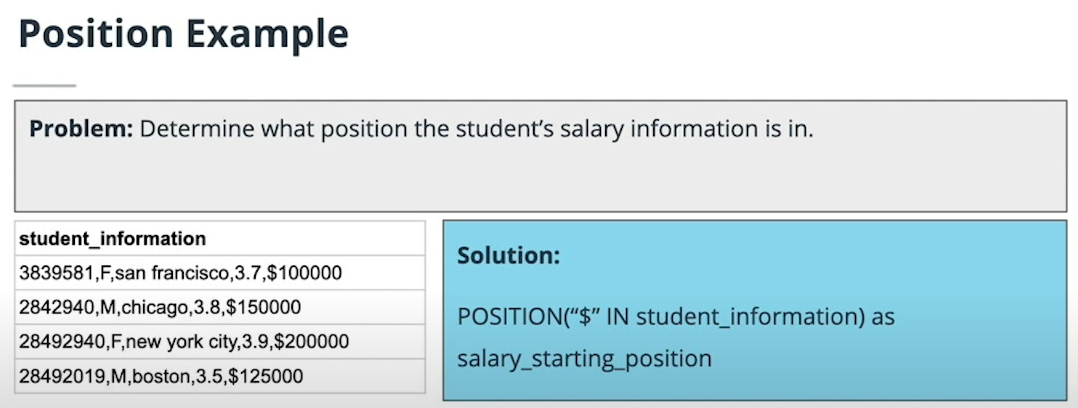 Position Example
Problem: Determine what position the student’s salary information is in.
student_information
3839581,F,san francisco,3.7,$100000
2842940,M,chicago,3.8,$150000
28492940,F,new york city,3.9,$200000
28492019,M,boston,3.5,$125000
Solution:
POSITION(“$” IN student_information) as
salary_starting_position